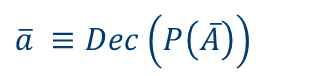 ā ≡ Dec(P(Ā))